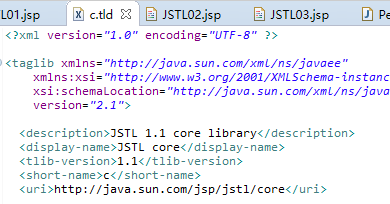 L01.jsp c.tld JSTL02.jsp JSTL03.jsp
<?xml version="1.0" encoding="UTF-8" ?>
<taglib xmlns="http://java.sun.com/xml/ns/javaee"
xmlns:xsi="http://www.w3.org/2001/XMLSchema-instanc
xsi:schemaLocation="http://java.sun.com/xml/ns/java
version="2.1">
<description>JSTL 1.1 core library</description>
<display-name>JSTL core</display-name>
<tlib-version>1.1</tlib-version>
<short-name>c</short-name>
<uri>http://java.sun.com/jsp/jstl/core</uri>